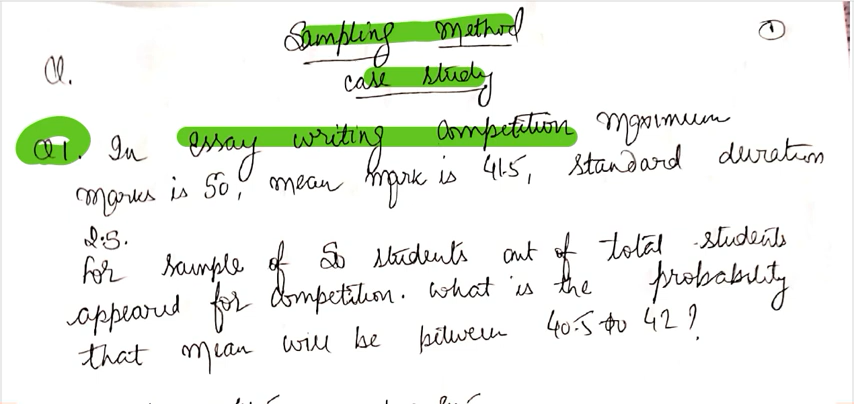 Sampling Method ①
Q. case study
Q1. In essay writing competition maximum
marks is 50, mean mark is 41.5, standard duration
2.5.
for sample of 50 students out of total students
appeared for competition. what is the probability
that mean will be between 40.5 to 42?